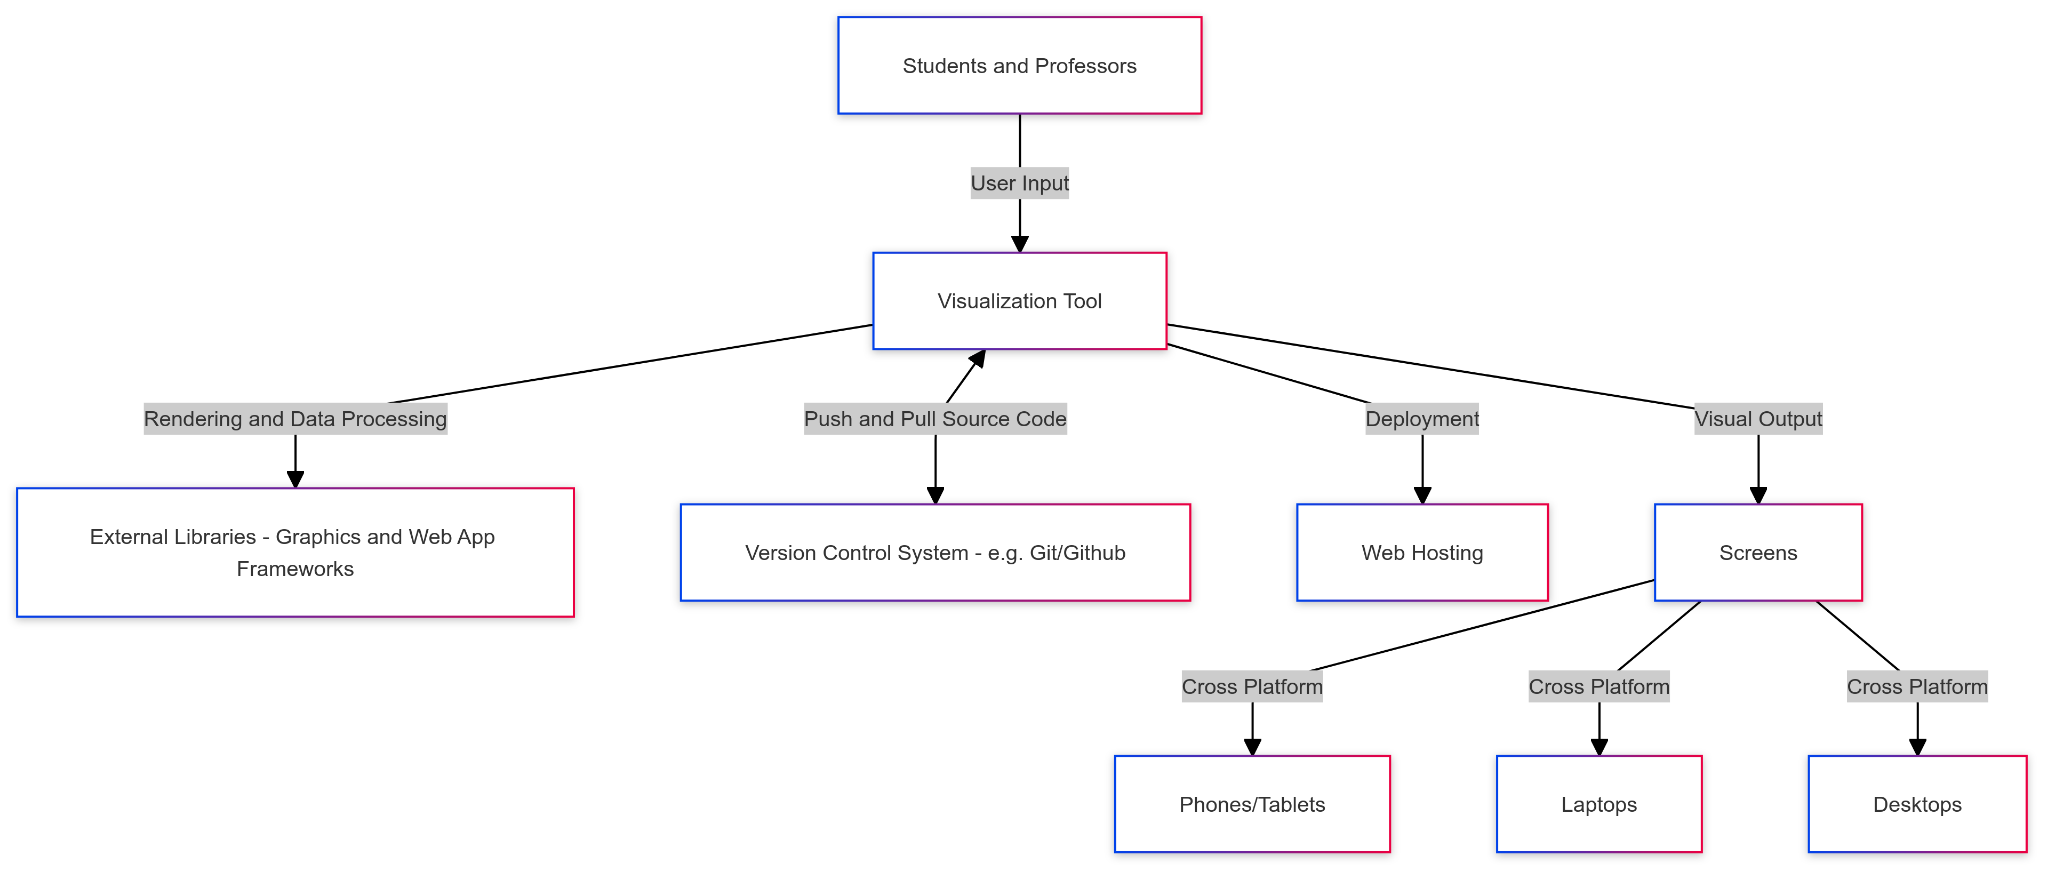 Students and Professors
User Input
Visualization Tool
Rendering and Data Processing
Push and Pull Source Code
Deployment
Visual Output
External Libraries - Graphics and Web App
Frameworks
Version Control System - e.g. Git/Github
Web Hosting
Screens
Cross Platform
Cross Platform
Cross Platform
Phones/Tablets
Laptops
Desktops